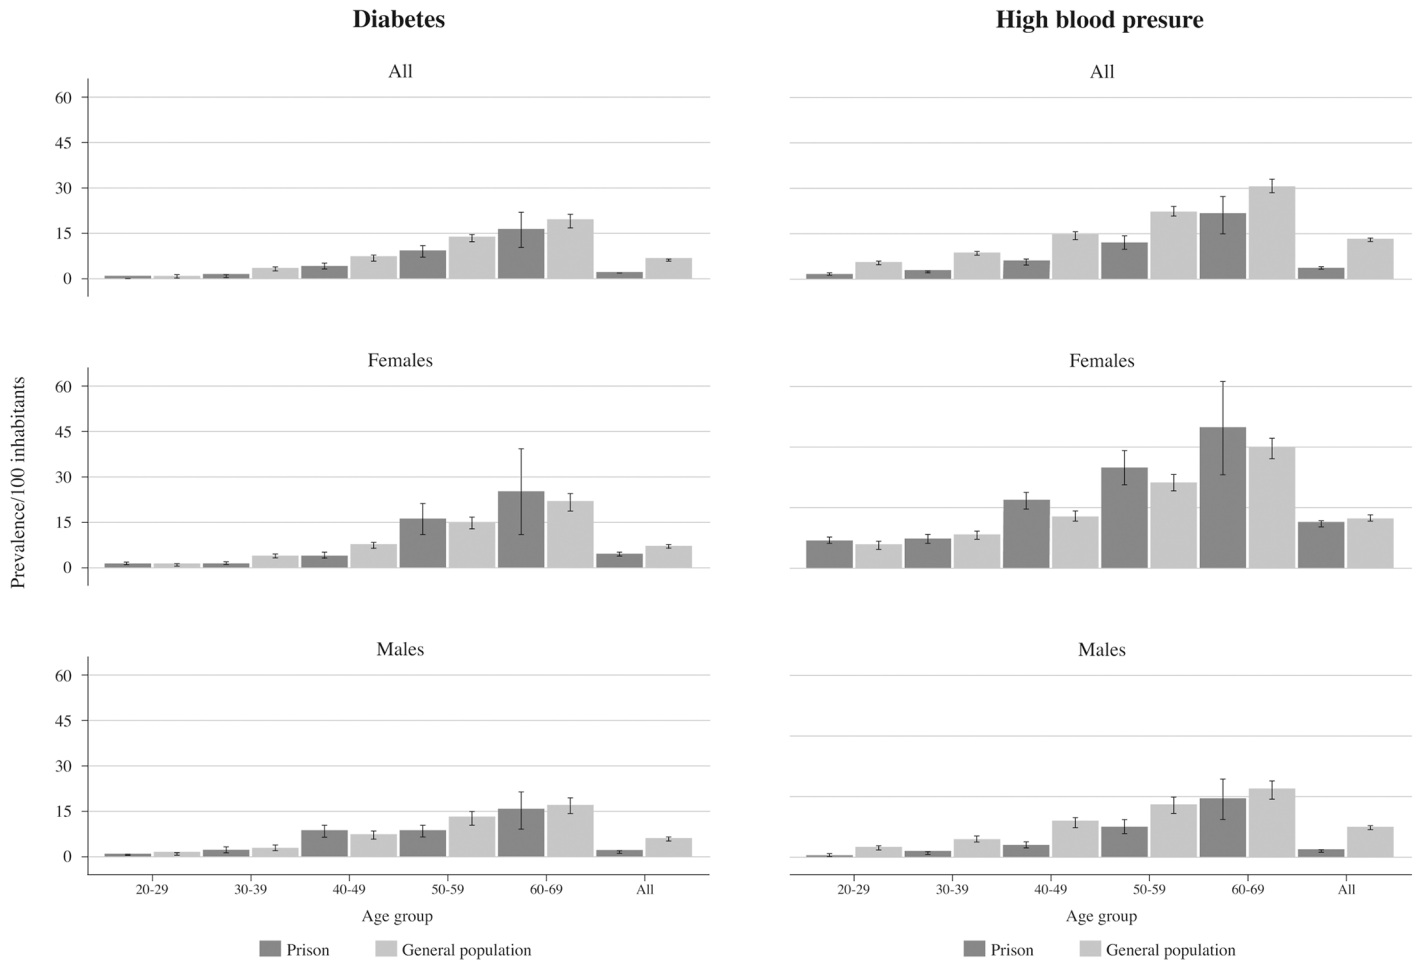 Diabetes
High blood presure
All
All
60
45
30
15
0
Females
Females
Prevalence/100 inhabitants
60
45
30
15
0
Males
Males
60
45
30
15
0
20-29 30-39 40-49 50-59 60-69 All
20-29 30-39 40-49 50-59 60-69 All
Age group
Age group
Prison General population
Prison General population